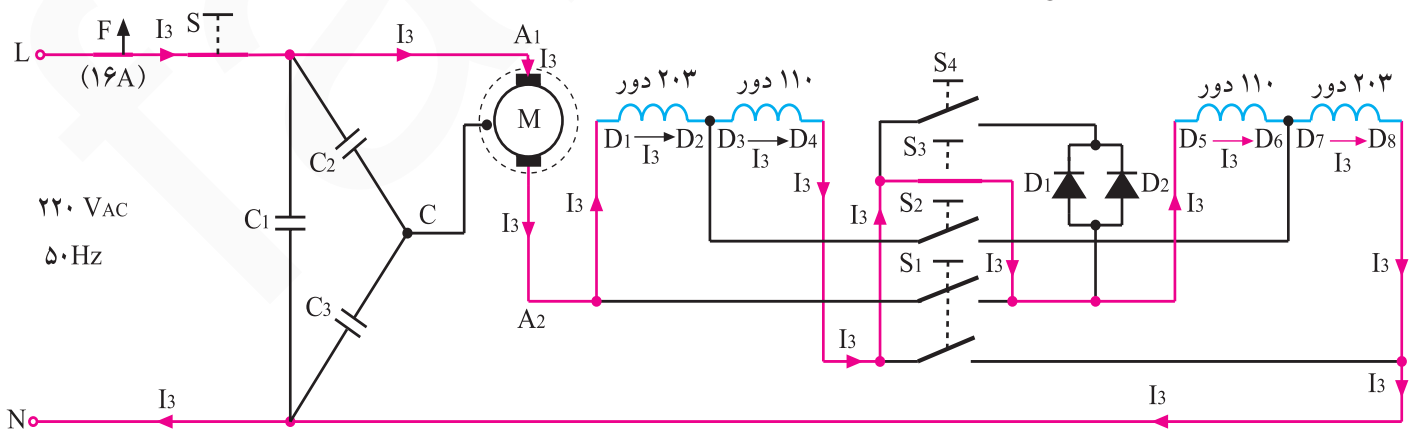 F I3 S I3 A1 I3
L (۱۶A)
M
C2
C1 C
C3
۲۲۰ VAC
۵۰Hz
A2
I3 I3
۲۰۳ دور ۱۱۰ دور
D1 D2 D3 D4
I3 I3
I3 I3
S4
S3
S2
S1
I3 I3
I3
D1 D2
۱۱۰ دور ۲۰۳ دور
D5 D6 D7 D8
I3 I3
I3 I3
I3
N I3 I3